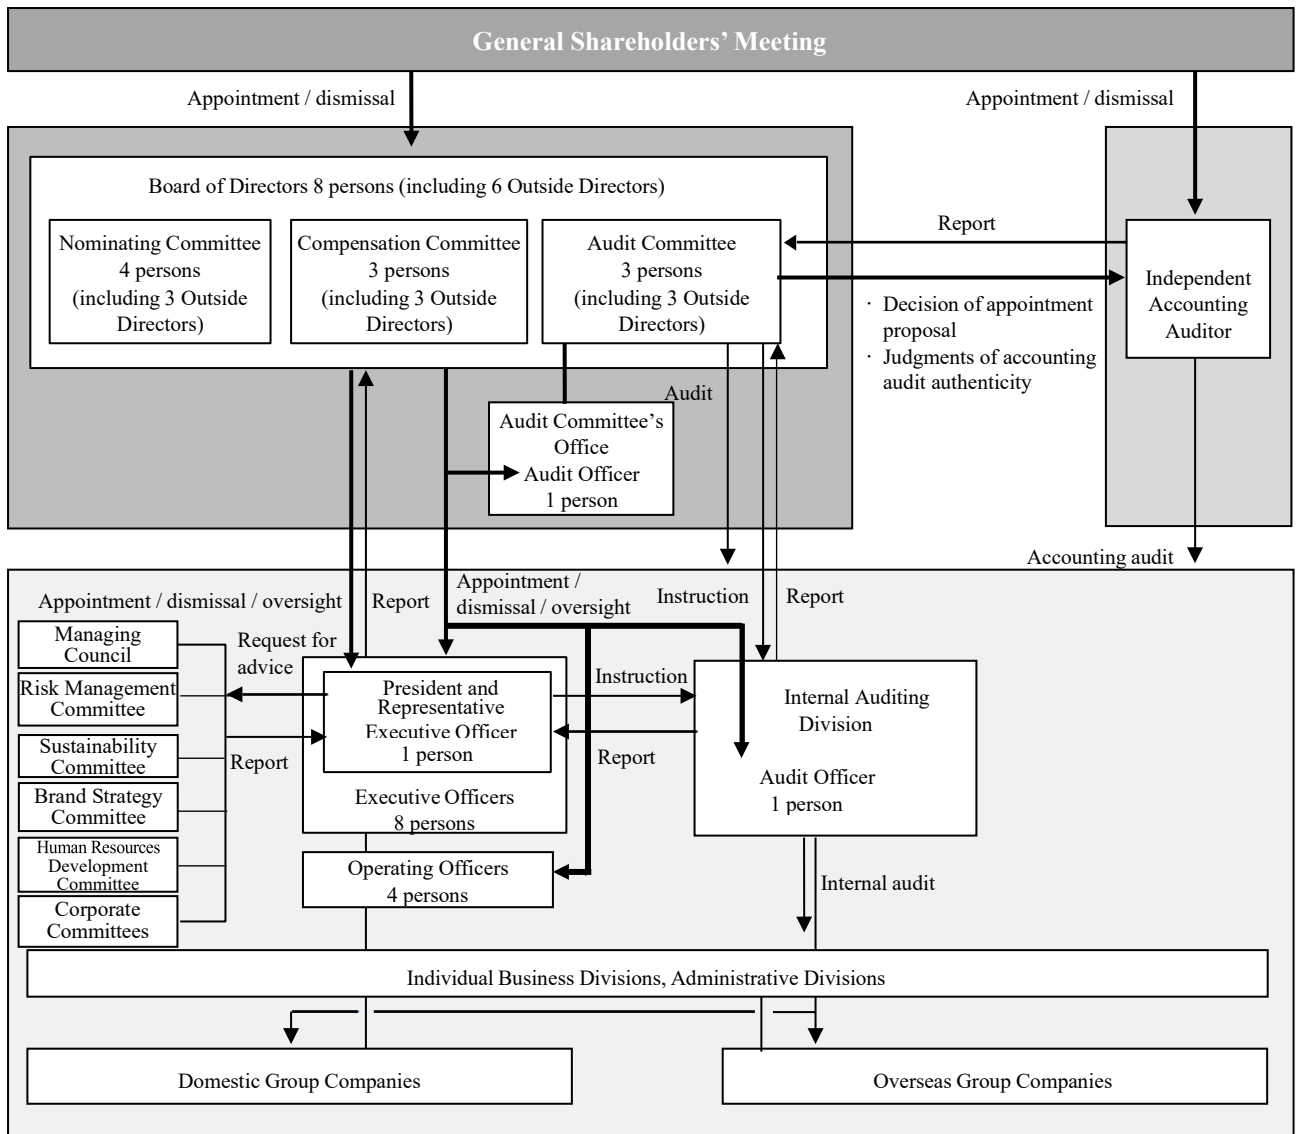 General Shareholders’ Meeting
Appointment / dismissal
Appointment / dismissal
Board of Directors 8 persons (including 6 Outside Directors)
Nominating Committee
4 persons
(including 3 Outside
Directors)
Compensation Committee
3 persons
(including 3 Outside
Directors)
Audit Committee
3 persons
(including 3 Outside
Directors)
Report
· Decision of appointment
proposal
· Judgments of accounting
audit authenticity
Independent
Accounting
Auditor
Audit
Audit Committee’s
Office
Audit Officer
1 person
Accounting audit
Appointment / dismissal / oversight
Report
Appointment /
dismissal / oversight
Instruction
Report
Managing
Council
Risk Management
Committee
Sustainability
Committee
Brand Strategy
Committee
Human Resources
Development
Committee
Corporate
Committees
Request for
advice
Report
President and
Representative
Executive Officer
1 person
Executive Officers
8 persons
Operating Officers
4 persons
Instruction
Report
Internal Auditing
Division
Audit Officer
1 person
Internal audit
Individual Business Divisions, Administrative Divisions
Domestic Group Companies
Overseas Group Companies